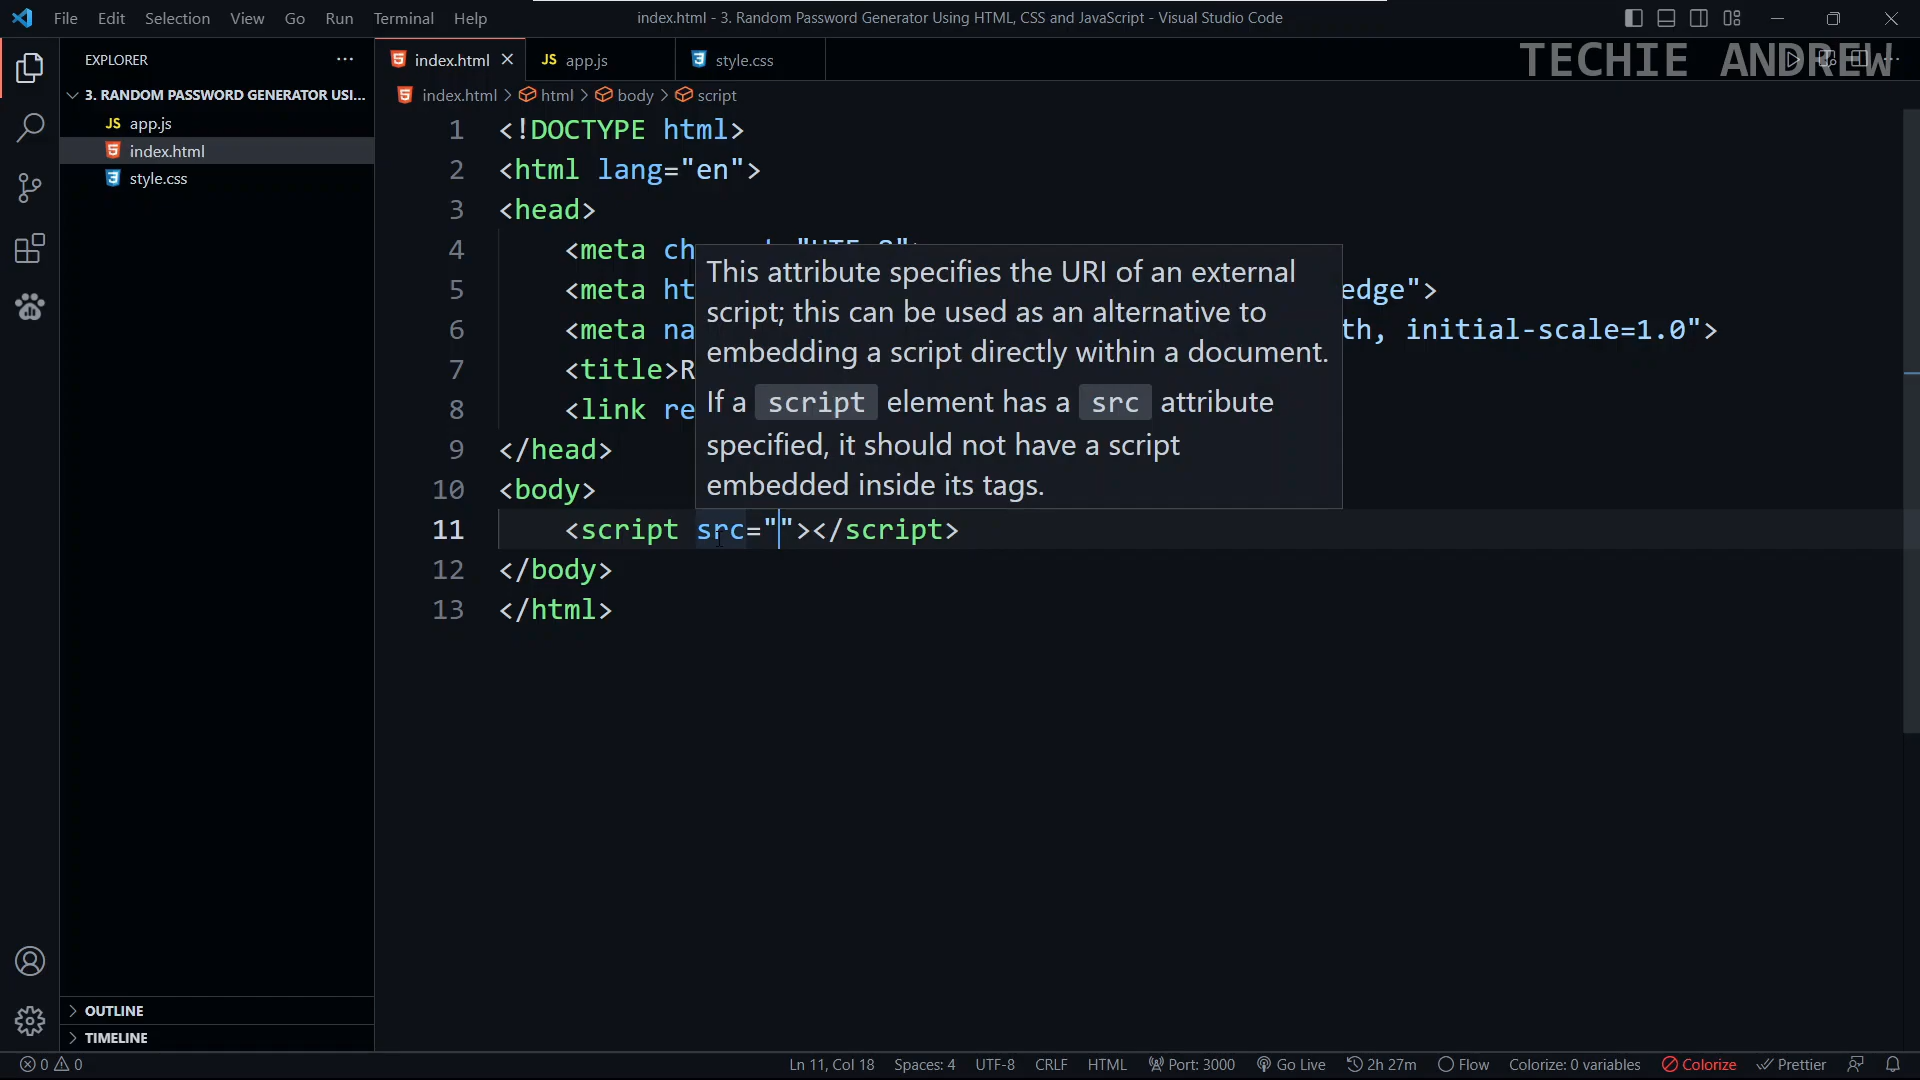 File Edit Selection View Go Run Terminal Help
index.html - 3. Random Password Generator Using HTML, CSS and JavaScript - Visual Studio Code
EXPLORER
index.html
JS app.js
style.css
TECHIE ANDREW
3. RANDOM PASSWORD GENERATOR USI...
index.html > html > body > script
JS app.js
index.html
style.css
1 <!DOCTYPE html>
2 <html lang="en">
3 <head>
4 <meta ch
5 <meta ht edge">
6 <meta na th, initial-scale=1.0">
7 <title>R
8 <link re
9 </head>
10 <body>
11 <script src=""></script>
12 </body>
13 </html>
This attribute specifies the URI of an external
script; this can be used as an alternative to
embedding a script directly within a document.
If a script element has a src attribute
specified, it should not have a script
embedded inside its tags.
OUTLINE
TIMELINE
0 0
Ln 11, Col 18 Spaces: 4 UTF-8 CRLF HTML Port: 3000 Go Live 2h 27m Flow Colorize: 0 variables Colorize Prettier